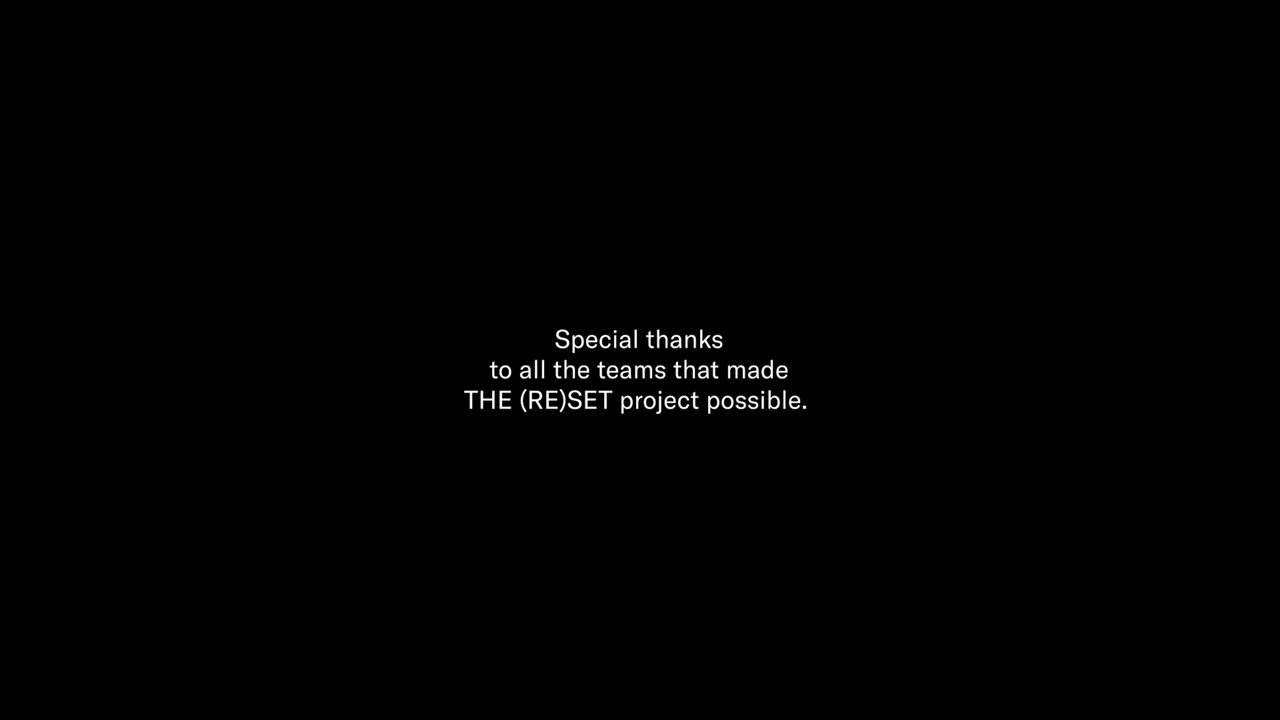 Special thanks
to all the teams that made
THE (RE)SET project possible.